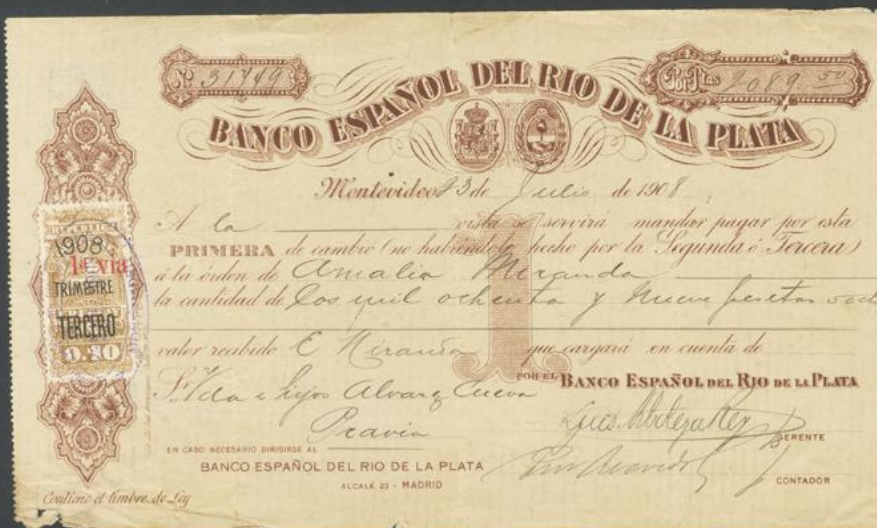 Nº 31749
Por Ptas 2089 50
BANCO ESPAÑOL DEL RIO DE LA PLATA
Montevideo 23 de Julio de 1908
A la vista se servirá mandar pagar por esta
PRIMERA de cambio (no habiéndolo hecho por la Segunda ó Tercera)
á la órden de Amalia Miranda
la cantidad de Dos mil ochenta y nueve pesetas
valor recibido E Miranda que cargará en cuenta de
POR EL BANCO ESPAÑOL DEL RIO DE LA PLATA
Sr Vda e hijos Alvarez Cueva
Pravia
GERENTE
EN CASO NECESARIO DIRIGIRSE AL
BANCO ESPAÑOL DEL RIO DE LA PLATA
ALCALÁ 23 - MADRID
CONTADOR
Contiene el timbre de Ley
1908
1ª via
TRIMESTRE
TERCERO
1